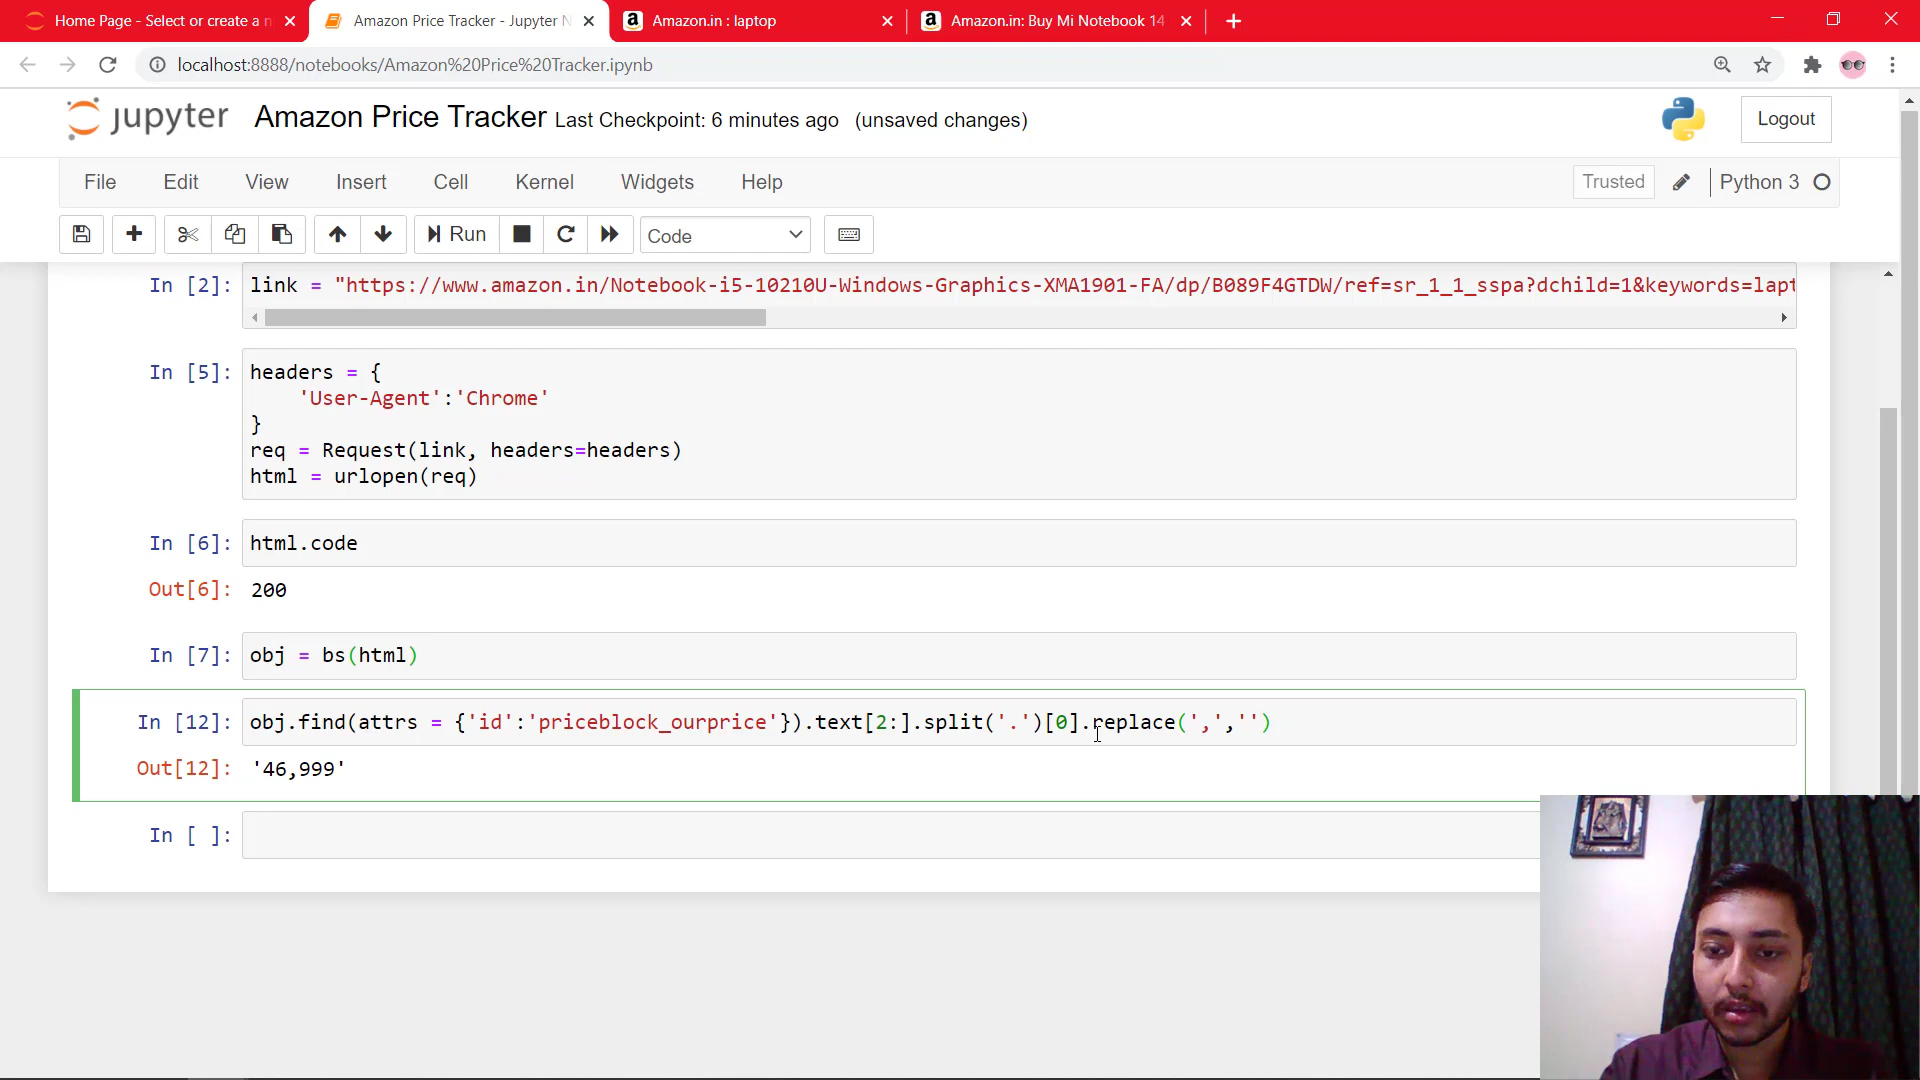 Home Page - Select or create a n
Amazon Price Tracker - Jupyter N
Amazon.in : laptop
Amazon.in: Buy Mi Notebook 14
localhost:8888/notebooks/Amazon%20Price%20Tracker.ipynb
jupyter Amazon Price Tracker Last Checkpoint: 6 minutes ago (unsaved changes)
Logout
File Edit View Insert Cell Kernel Widgets Help
Trusted
Python 3
Run
Code
In [2]: link = "https://www.amazon.in/Notebook-i5-10210U-Windows-Graphics-XMA1901-FA/dp/B089F4GTDW/ref=sr_1_1_sspa?dchild=1&keywords=lapt
In [5]: headers = {
'User-Agent':'Chrome'
}
req = Request(link, headers=headers)
html = urlopen(req)
In [6]: html.code
Out[6]: 200
In [7]: obj = bs(html)
In [12]: obj.find(attrs = {'id':'priceblock_ourprice'}).text[2:].split('.')[0].replace(',','')
Out[12]: '46,999'
In [ ]: